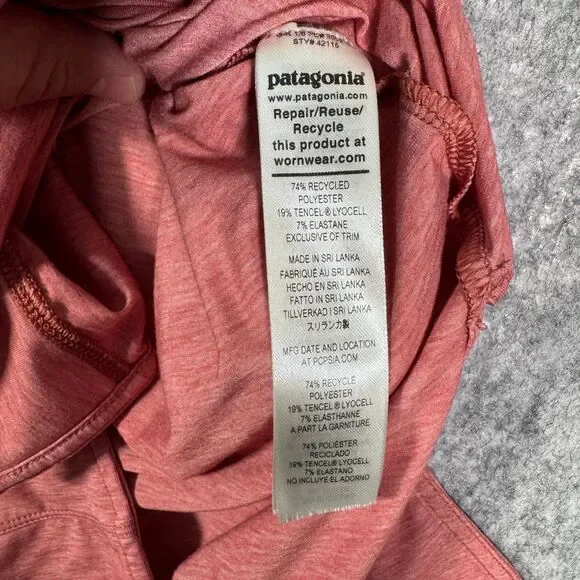 STY# 42115
patagonia
www.patagonia.com
Repair/Reuse/
Recycle
this product at
wornwear.com
74% RECYCLED
POLYESTER
19% TENCEL® LYOCELL
7% ELASTANE
EXCLUSIVE OF TRIM
MADE IN SRI LANKA
FABRIQUÉ AU SRI LANKA
HECHO EN SRI LANKA
FATTO IN SRI LANKA
TILLVERKAD I SRI LANKA
スリランカ製
MFG DATE AND LOCATION
AT PCPSIA.COM
74% RECYCLE
POLYESTER
19% TENCEL® LYOCELL
7% ELASTHANNE
A PART LA GARNITURE
74% POLIÉSTER
RECICLADO
19% TENCEL® LYOCELL
7% ELASTANO
NO INCLUYE EL ADORNO